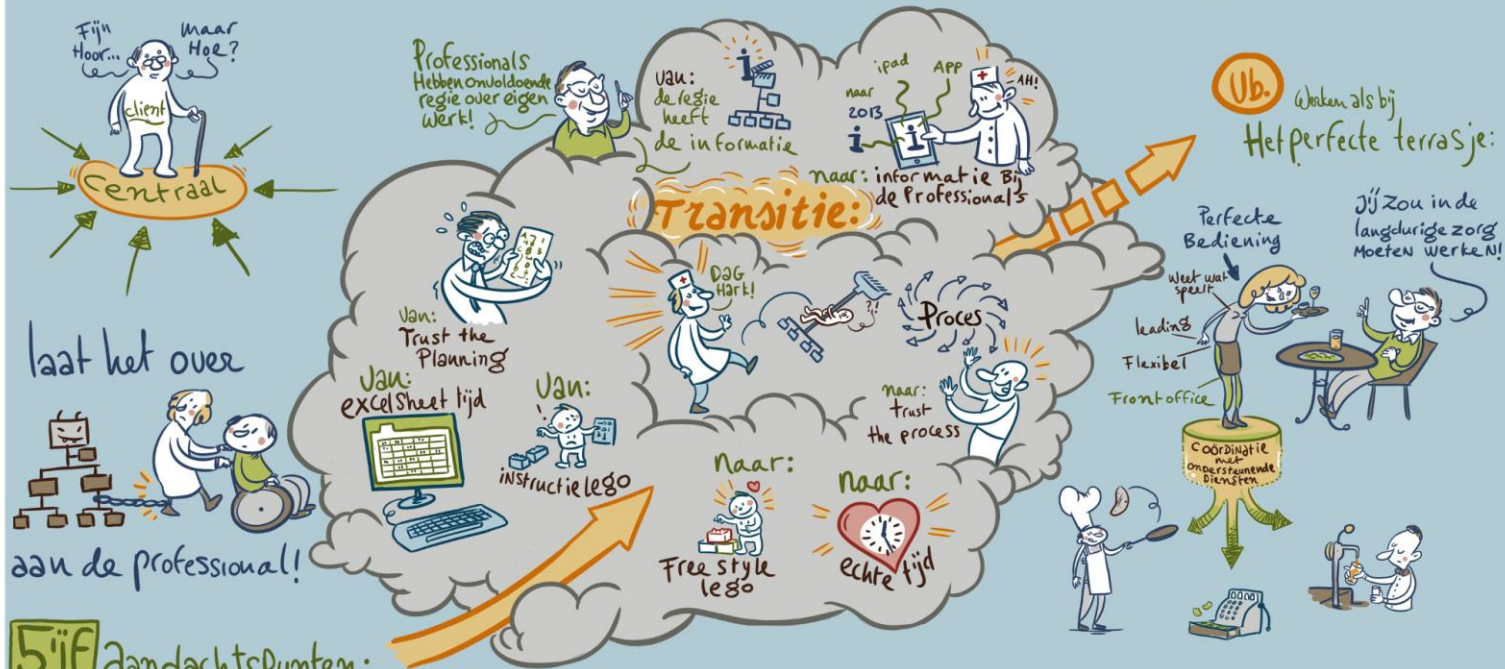 Fijn
Hoor...
maar
Hoe?
client
centraal
laat het over
aan de professional!
5'ïF aandachtspunten:
Professionals
Hebben onvoldoende
regie over eigen
werk!
van:
de regie
heeft
de informatie
i
naar
2013
i
ipad
APP
i
AH!
naar: informatie Bij
de Professional's
Transitie:
van:
Trust the
Planning
van:
excelsheet tijd
van:
!
instructie lego
DaG
Hark!
?!
Proces
naar:
trust
the process
naar:
Free style
lego
naar:
echte tijd
Ub.
Werken als bij
Het perfecte terrasje:
Perfecte
Bediening
Weet wat
speelt
leading
Flexibel
Front office
Jij zou in de
langdurige zorg
Moeten werken!
COÖRDINatie
met
ondersteunende
Diensten